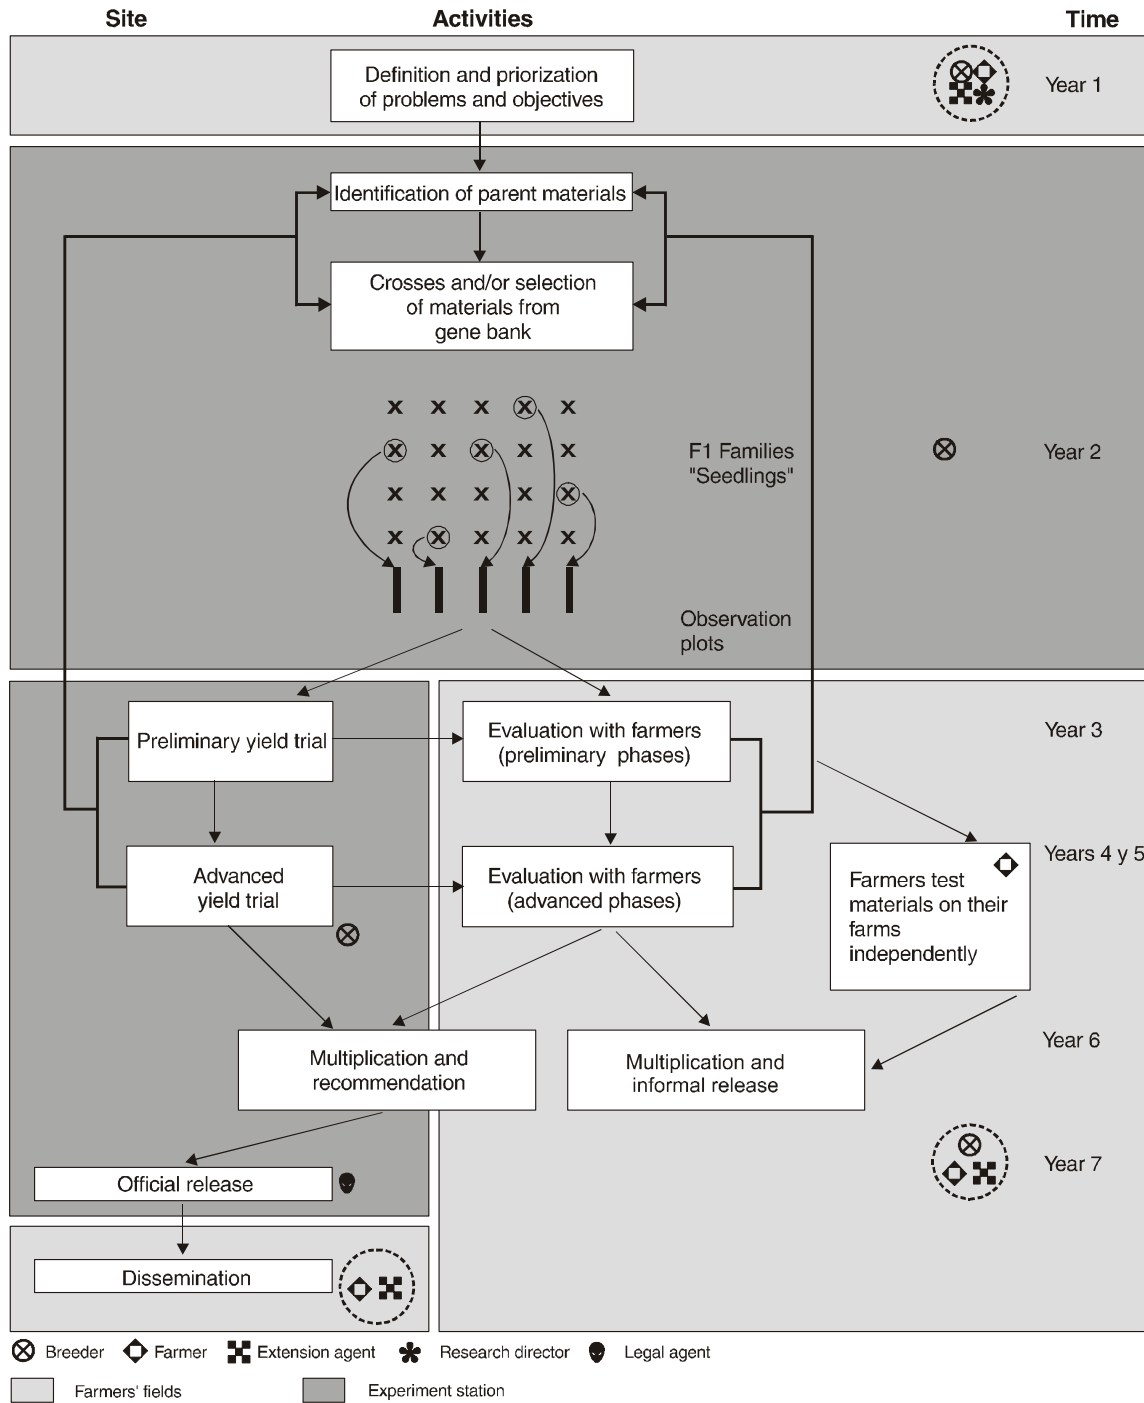 Site
Activities
Time
Definition and priorization
of problems and objectives
Year 1
Identification of parent materials
Crosses and/or selection
of materials from
gene bank
x x x x x
x x x x x
x x x x x
x x x x x
F1 Families
"Seedlings"
Year 2
Observation
plots
Preliminary yield trial
Evaluation with farmers
(preliminary phases)
Year 3
Advanced
yield trial
Evaluation with farmers
(advanced phases)
Years 4 y 5
Farmers test
materials on their
farms
independently
Multiplication and
recommendation
Multiplication and
informal release
Year 6
Official release
Year 7
Dissemination
Breeder
Farmer
Extension agent
Research director
Legal agent
Farmers' fields
Experiment station